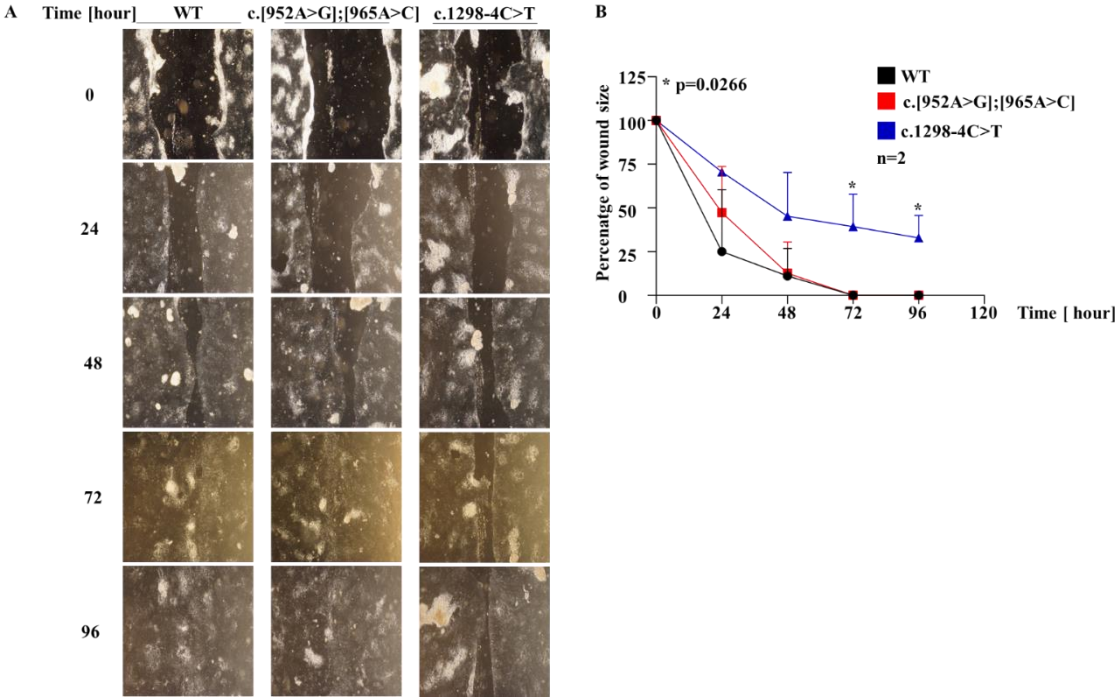 A Time [hour] WT c.[952A>G];[965A>C] c.1298-4C>T
0
24
48
72
96
B
WT
c.[952A>G];[965A>C]
c.1298-4C>T
n=2
* p=0.0266
Percenatge of wound size
125
100
75
50
25
0
* *
0 24 48 72 96 120 Time [ hour]